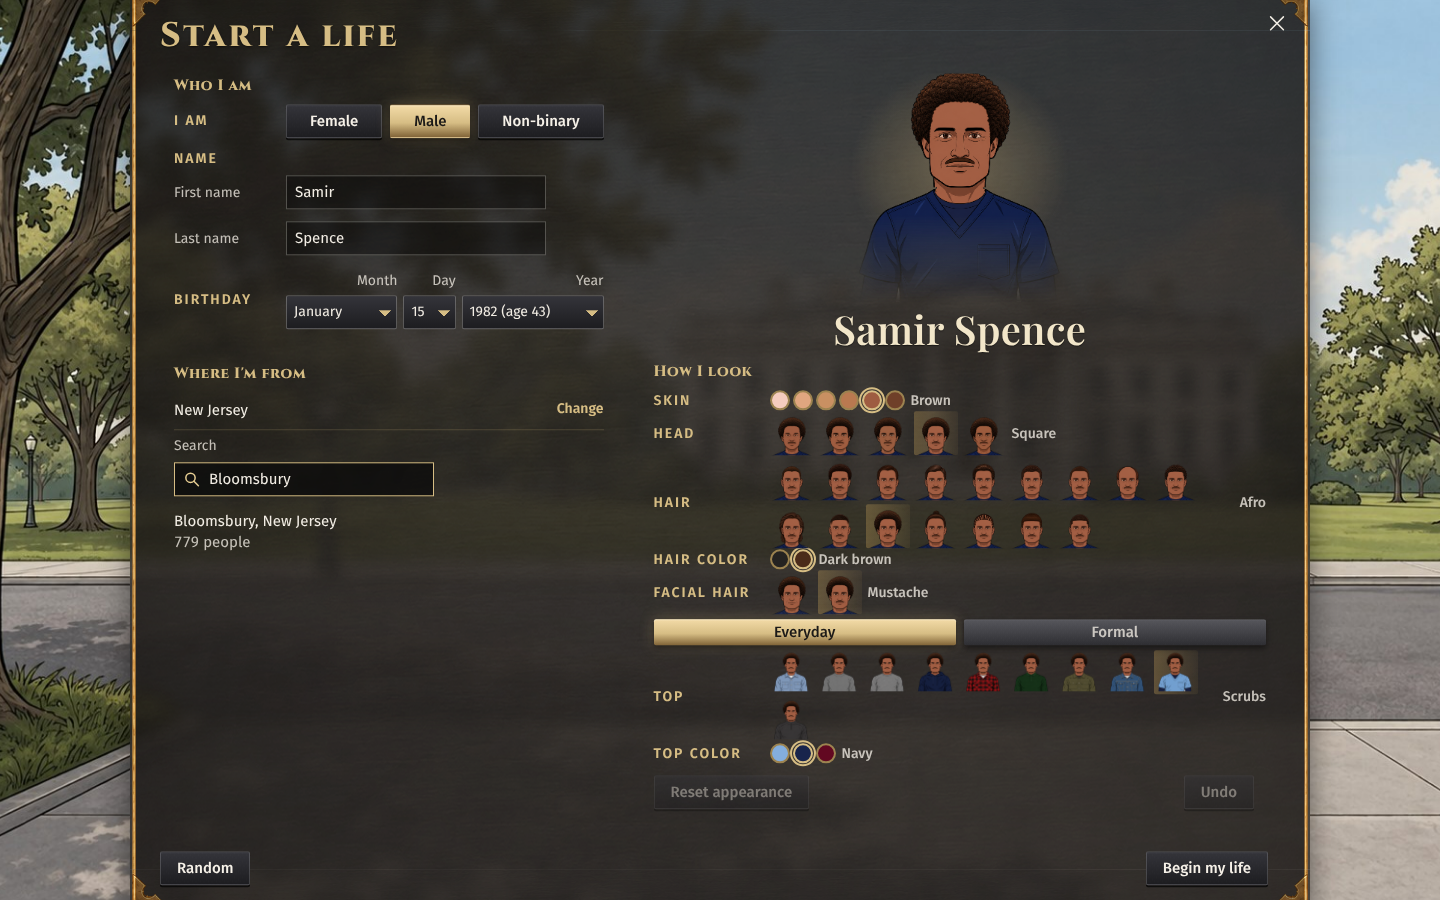 START A LIFE
WHO I AM
I AM
Female
Male
Non-binary
NAME
First name
Samir
Last name
Spence
Month
Day
Year
BIRTHDAY
January
15
1982 (age 43)
WHERE I'M FROM
New Jersey
Change
Search
Bloomsbury
Bloomsbury, New Jersey
779 people
Random
Samir Spence
HOW I LOOK
SKIN
Brown
HEAD
Square
HAIR
Afro
HAIR COLOR
Dark brown
FACIAL HAIR
Mustache
Everyday
Formal
TOP
Scrubs
TOP COLOR
Navy
Reset appearance
Undo
Begin my life